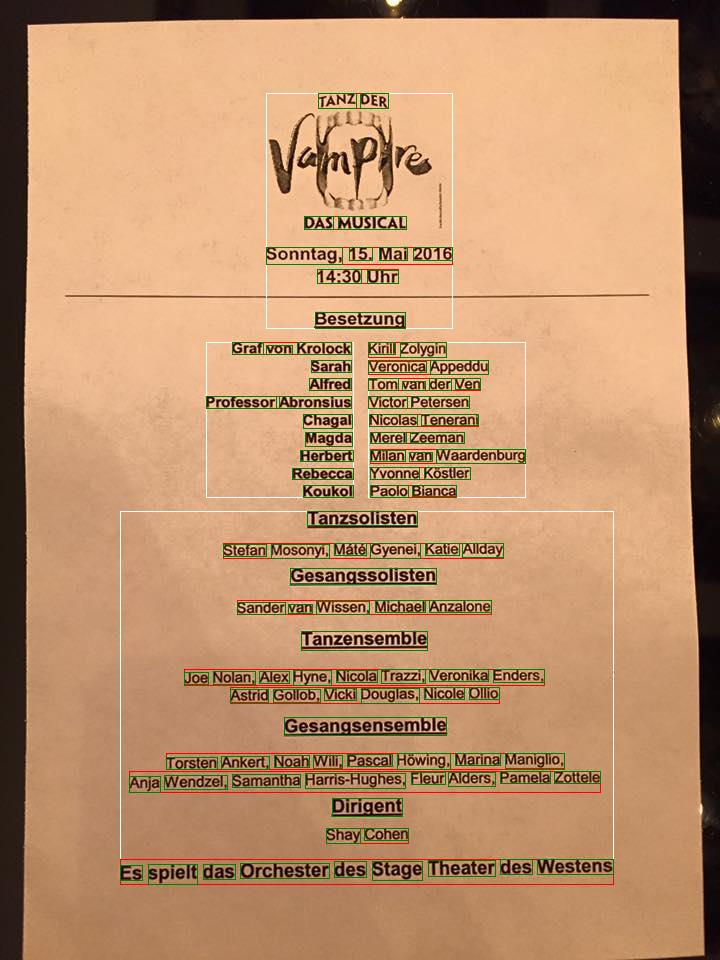 TANZ DER
Vampire
DAS MUSICAL
Sonntag, 15. Mai 2016
14:30 Uhr
Besetzung
Graf von Krolock Kirill Zolygin
Sarah Veronica Appeddu
Alfred Tom van der Ven
Professor Abronsius Victor Petersen
Chagal Nicolas Tenerani
Magda Merel Zeeman
Herbert Milan van Waardenburg
Rebecca Yvonne Köstler
Koukol Paolo Bianca
Tanzsolisten
Stefan Mosonyi, Máté Gyenei, Katie Allday
Gesangssolisten
Sander van Wissen, Michael Anzalone
Tanzensemble
Joe Nolan, Alex Hyne, Nicola Trazzi, Veronika Enders,
Astrid Gollob, Vicki Douglas, Nicole Ollio
Gesangsensemble
Torsten Ankert, Noah Wili, Pascal Höwing, Marina Maniglio,
Anja Wendzel, Samantha Harris-Hughes, Fleur Alders, Pamela Zottele
Dirigent
Shay Cohen
Es spielt das Orchester des Stage Theater des Westens